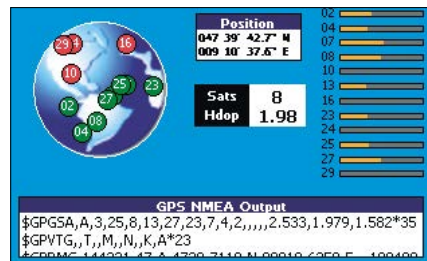 Position
047 39' 42.7" N
009 10' 37.6" E
Sats 8
Hdop 1.98
29
16
10
25
27
23
02
08
04
02
04
07
08
10
13
16
23
24
25
27
29
GPS NMEA Output
$GPGSA,A,3,25,8,13,27,23,7,4,2,,,,,2.533,1.979,1.582*35
$GPVTG,,T,,M,,N,,K,A*23